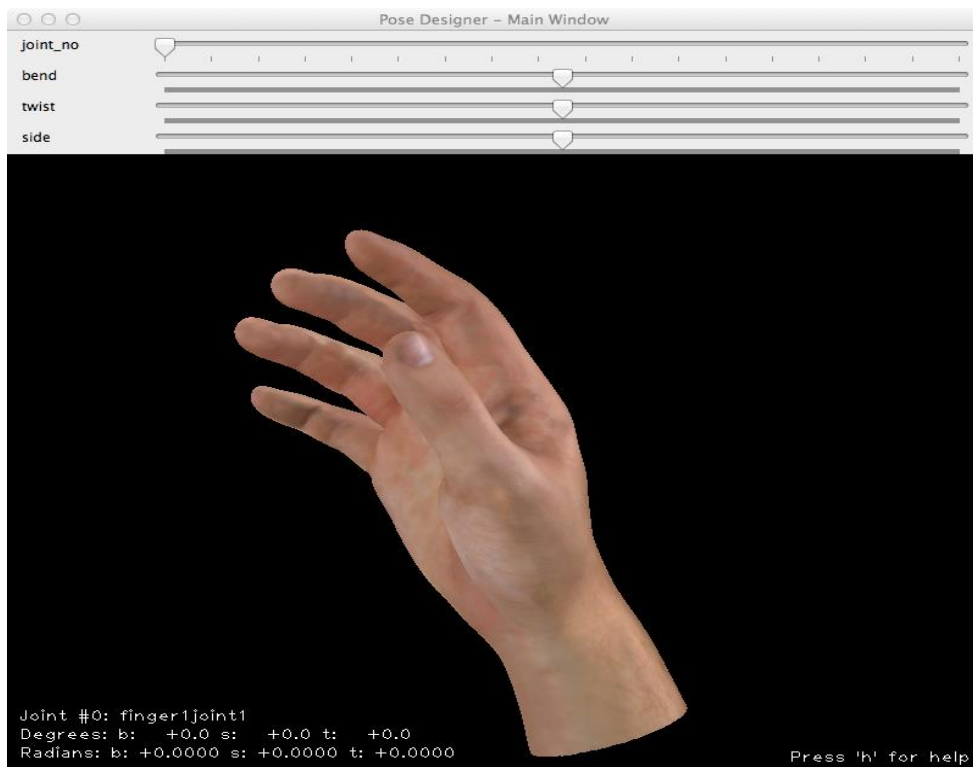 Pose Designer – Main Window
joint_no
bend
twist
side
Joint #0: finger1joint1
Degrees: b: +0.0 s: +0.0 t: +0.0
Radians: b: +0.0000 s: +0.0000 t: +0.0000
Press 'h' for help